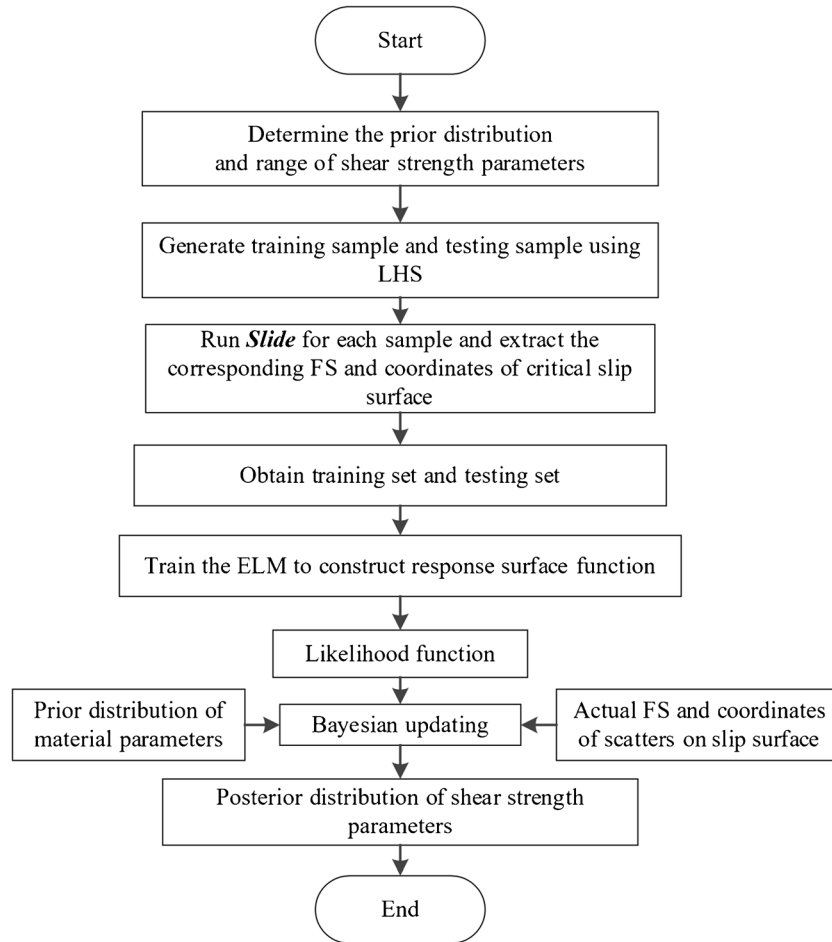 Start
Determine the prior distribution
and range of shear strength parameters
Generate training sample and testing sample using
LHS
Run Slide for each sample and extract the
corresponding FS and coordinates of critical slip
surface
Obtain training set and testing set
Train the ELM to construct response surface function
Likelihood function
Prior distribution of
material parameters
Bayesian updating
Actual FS and coordinates
of scatters on slip surface
Posterior distribution of shear strength
parameters
End